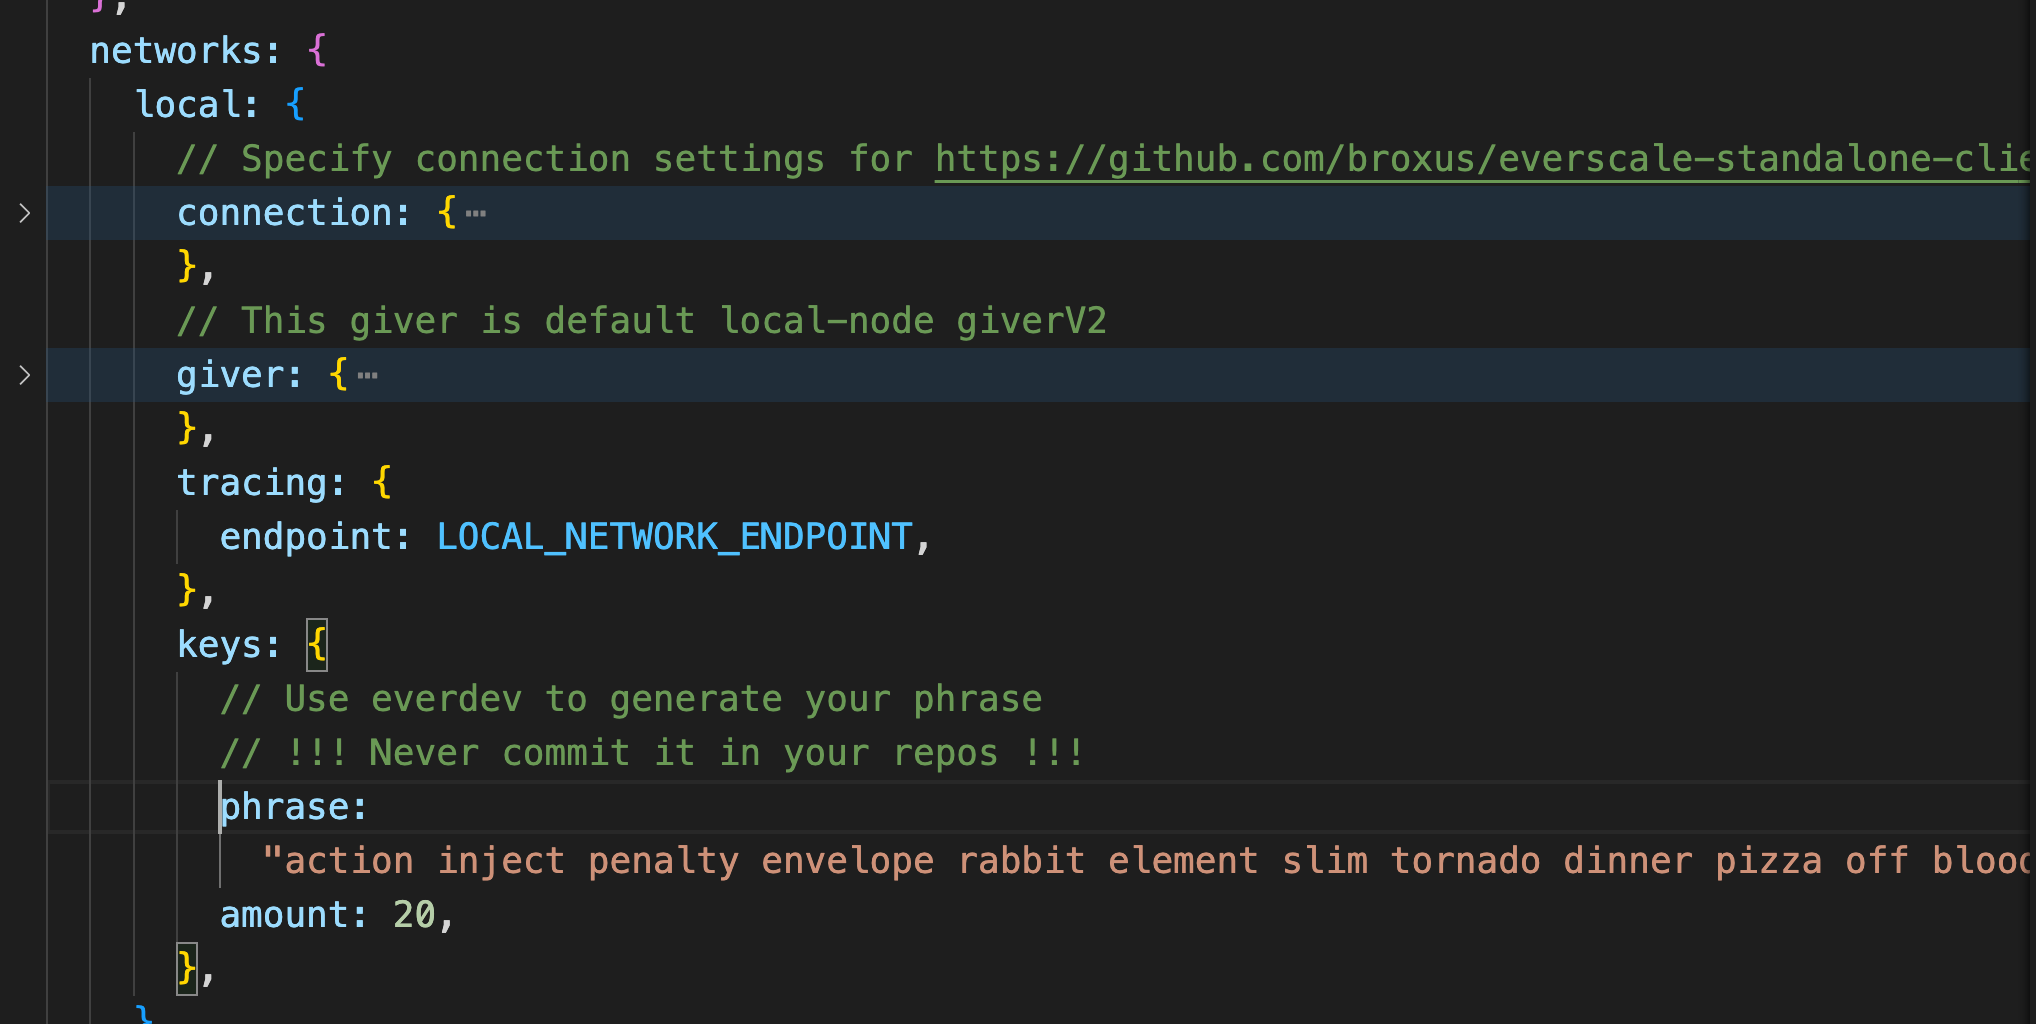 },
networks: {
local: {
// Specify connection settings for https://github.com/broxus/everscale-standalone-clie
connection: {⋯
},
// This giver is default local-node giverV2
giver: {⋯
},
tracing: {
endpoint: LOCAL_NETWORK_ENDPOINT,
},
keys: {
// Use everdev to generate your phrase
// !!! Never commit it in your repos !!!
phrase:
"action inject penalty envelope rabbit element slim tornado dinner pizza off blood
amount: 20,
},
}